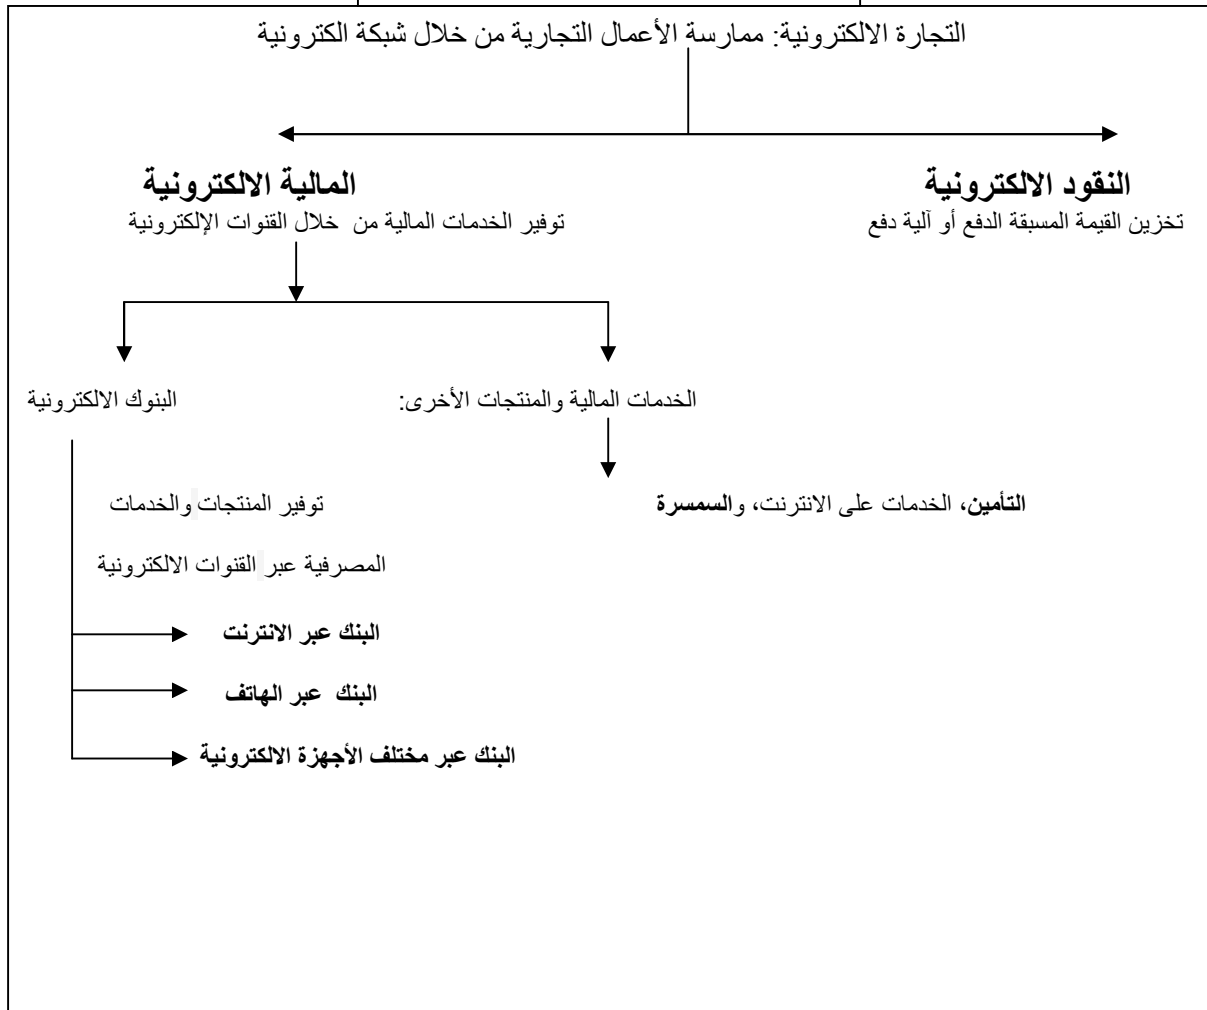 التجارة الالكترونية: ممارسة الأعمال التجارية من خلال شبكة الكترونية
النقود الالكترونية
المالية الالكترونية
تخزين القيمة المسبقة الدفع أو آلية دفع
توفير الخدمات المالية من خلال القنوات الإلكترونية
الخدمات المالية والمنتجات الأخرى:
البنوك الالكترونية
التأمين، الخدمات على الانترنت، والسمسرة
توفير المنتجات والخدمات
المصرفية عبر القنوات الالكترونية
البنك عبر الانترنت
البنك عبر الهاتف
البنك عبر مختلف الأجهزة الالكترونية